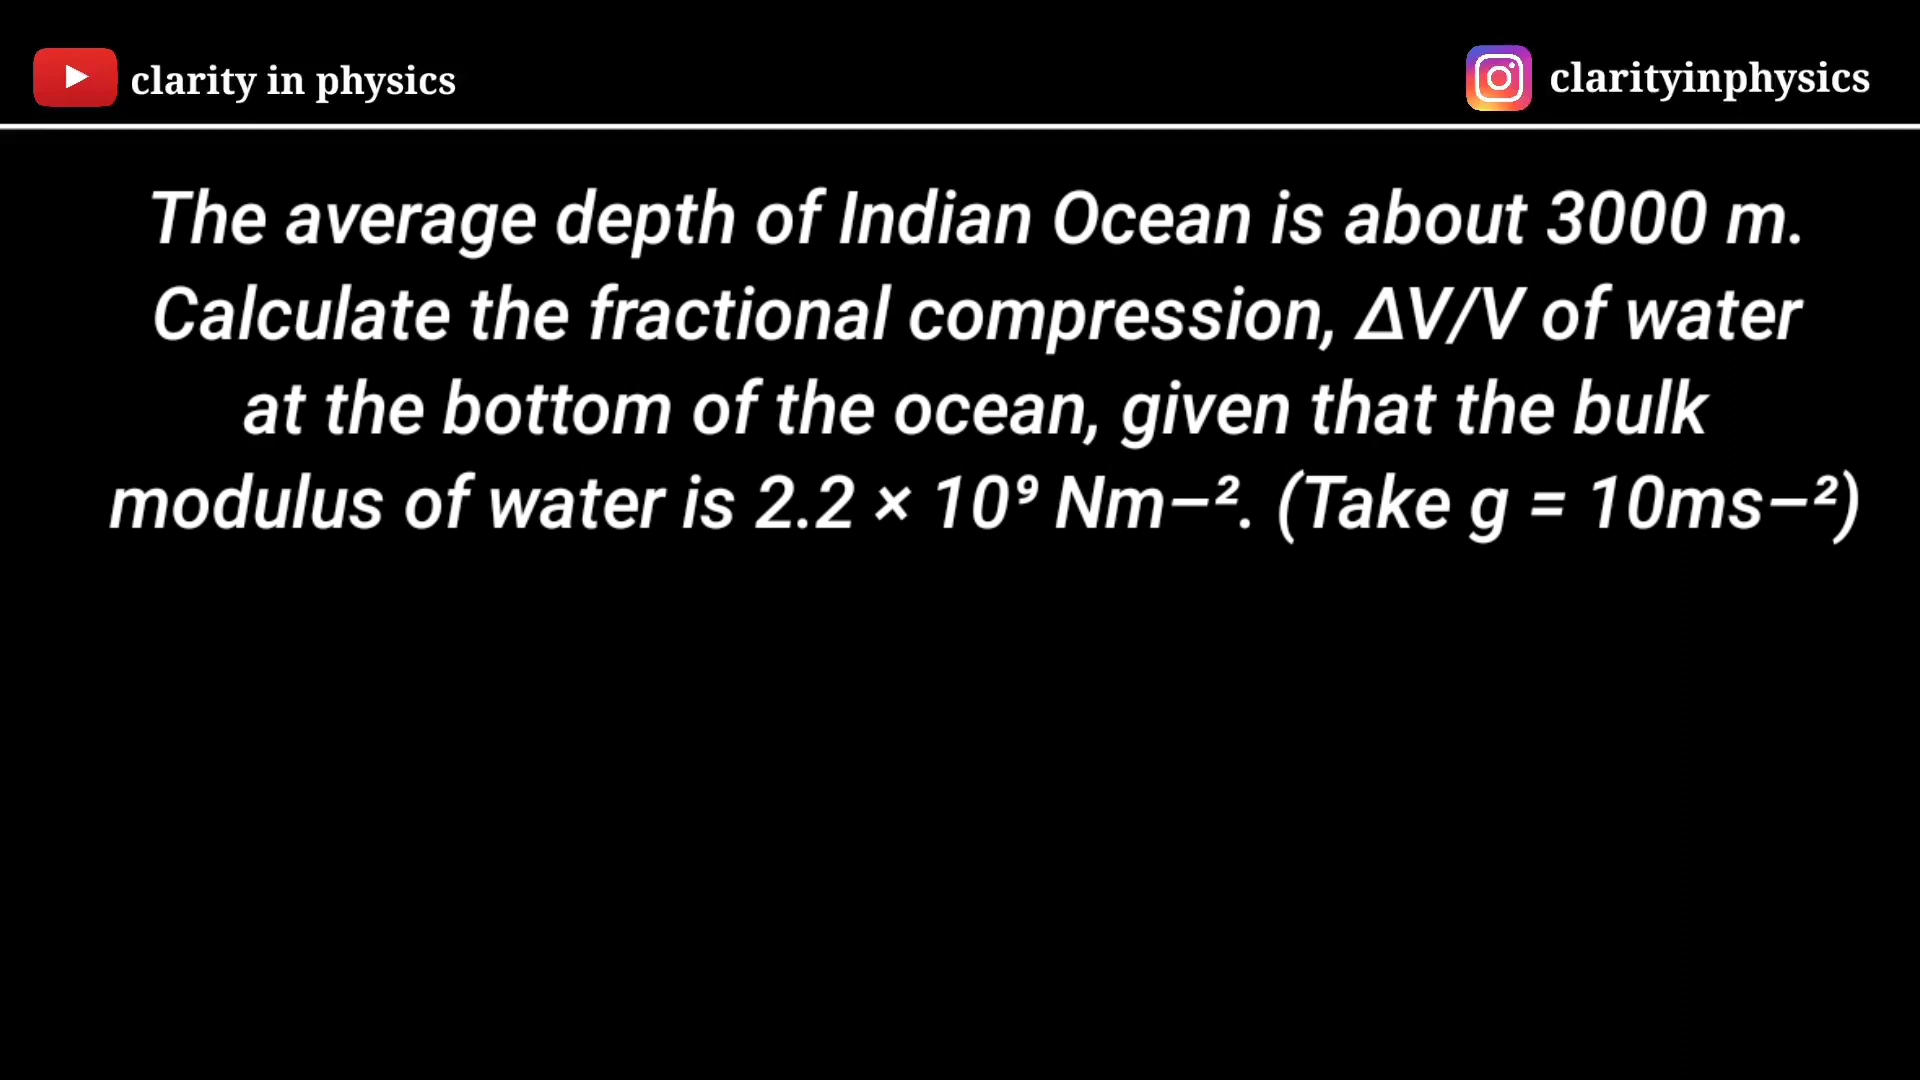 clarity in physics
clarityinphysics
The average depth of Indian Ocean is about 3000 m.
Calculate the fractional compression, ΔV/V of water
at the bottom of the ocean, given that the bulk
modulus of water is 2.2 × 10⁹ Nm–². (Take g = 10ms–²)